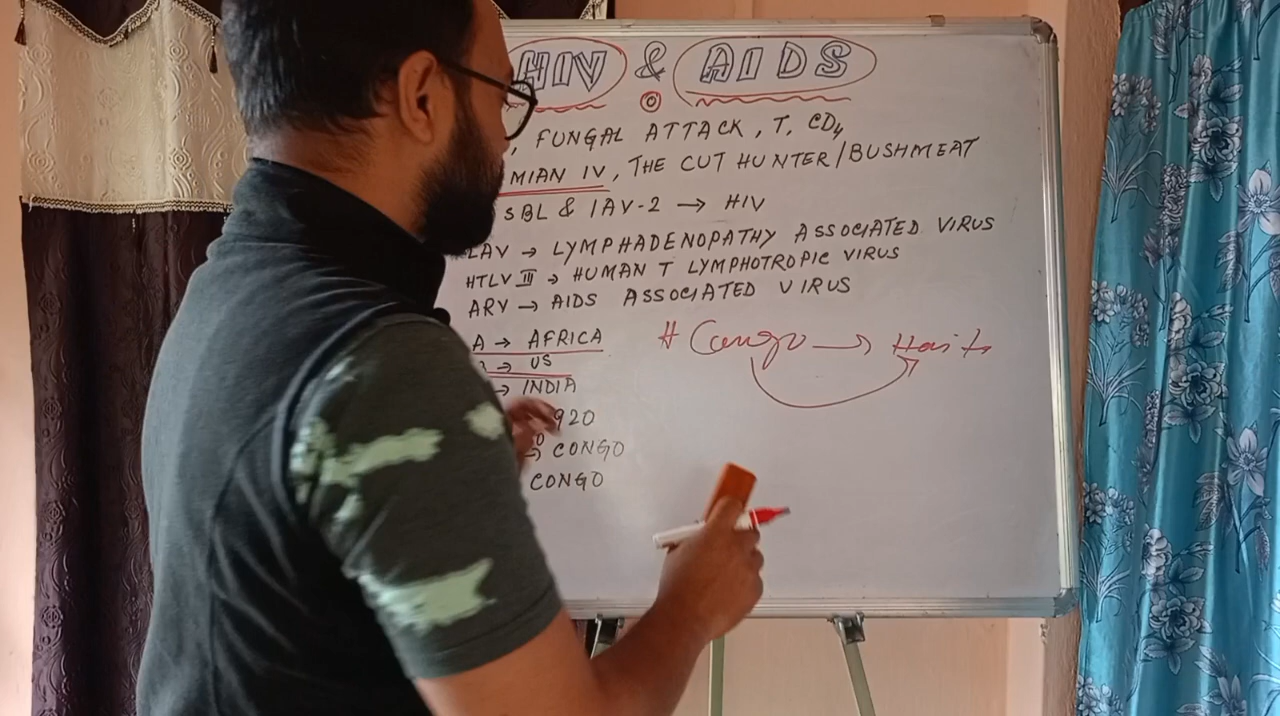 HIV & AIDS
, FUNGAL ATTACK, T, CD4
MIAN IV, THE CUT HUNTER/BUSHMEAT
SBL & IAV-2 → HIV
LAV → LYMPHADENOPATHY ASSOCIATED VIRUS
HTLV III → HUMAN T LYMPHOTROPIC VIRUS
ARV → AIDS ASSOCIATED VIRUS
A → AFRICA
# Congo → Haiti
→ US
→ INDIA
920
→ CONGO
CONGO